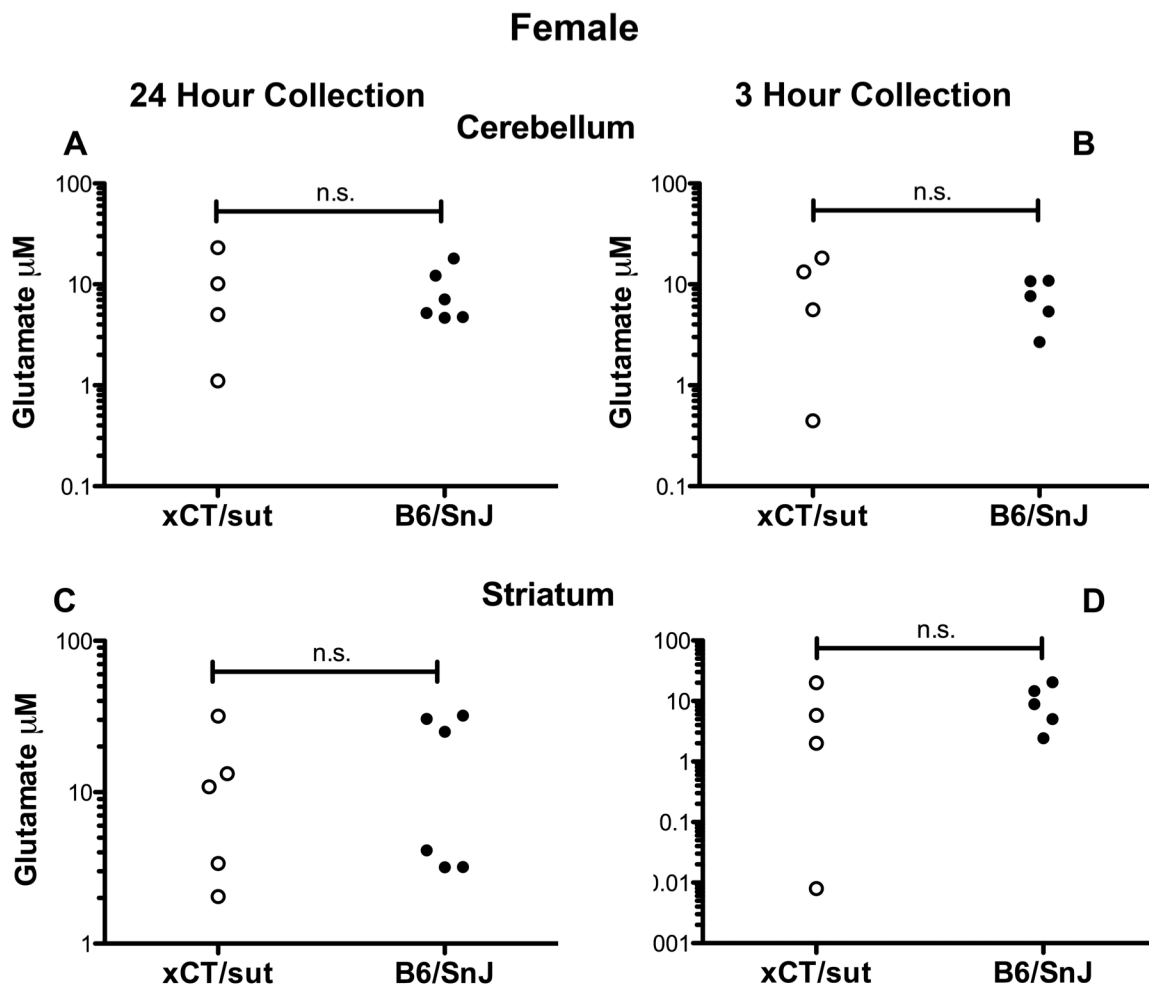 Female
24 Hour Collection
3 Hour Collection
Cerebellum
A
B
n.s.
n.s.
100
10
1
0.1
Glutamate µM
xCT/sut
B6/SnJ
100
10
1
0.1
Glutamate µM
xCT/sut
B6/SnJ
Striatum
C
D
n.s.
n.s.
100
10
1
Glutamate µM
xCT/sut
B6/SnJ
100
10
1
0.1
.01
001
xCT/sut
B6/SnJ